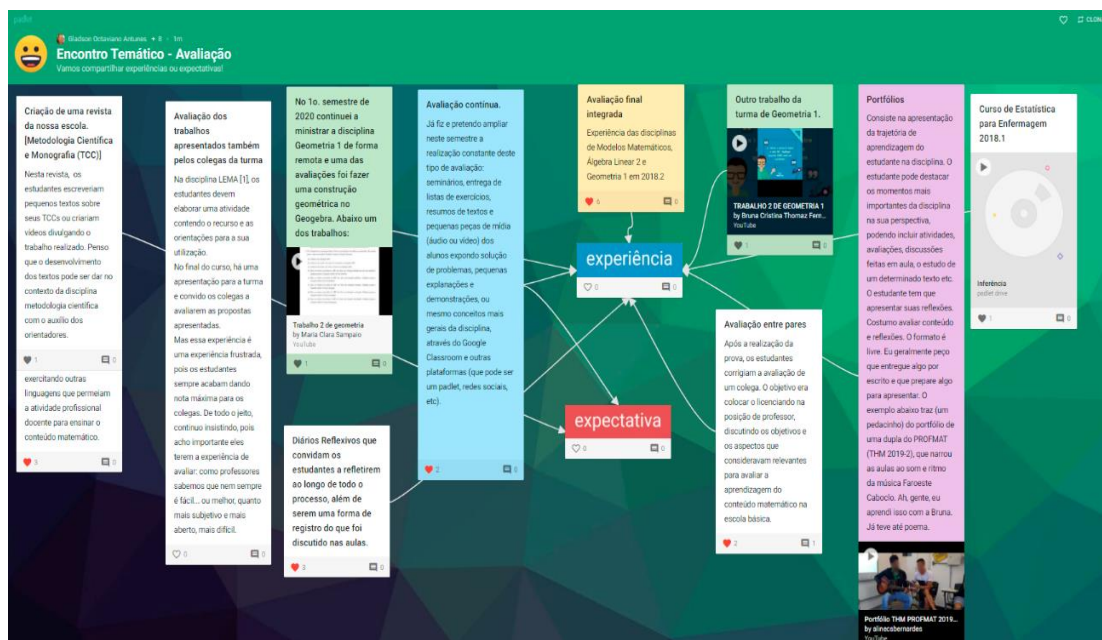 padlet
CLON
Gladson Octaviano Antunes + 8 · 1m
Encontro Temático - Avaliação
Vamos compartilhar experiências ou expectativas!
Criação de uma revista
da nossa escola.
[Metodologia Científica
e Monografia (TCC)]
Nesta revista, os
estudantes escreveriam
pequenos textos sobre
seus TCCs ou criariam
vídeos divulgando o
trabalho realizado. Penso
que o desenvolvimento
dos textos pode ser dar no
contexto da disciplina
metodologia científica
com o auxílio dos
orientadores.
1
0
exercitando outras
linguagens que permeiam
a atividade profissional
docente para ensinar o
conteúdo matemático.
3
0
Avaliação dos
trabalhos
apresentados também
pelos colegas da turma
Na disciplina LEMA [1], os
estudantes devem
elaborar uma atividade
contendo o recurso e as
orientações para a sua
utilização.
No final do curso, há uma
apresentação para a turma
e convido os colegas a
avaliarem as propostas
apresentadas.
Mas essa experiência é
uma experiência frustrada,
pois os estudantes
sempre acabam dando
nota máxima para os
colegas. De todo o jeito,
continuo insistindo, pois
acho importante eles
terem a experiência de
avaliar: como professores
sabemos que nem sempre
é fácil... ou melhor, quanto
mais subjetivo e mais
aberto, mais difícil.
0
0
No 1o. semestre de
2020 continuei a
ministrar a disciplina
Geometria 1 de forma
remota e uma das
avaliações foi fazer
uma construção
geométrica no
Geogebra. Abaixo um
dos trabalhos:
Trabalho 2 de geometria
by Maria Clara Sampaio
YouTube
1
0
Diários Reflexivos que
convidam os
estudantes a refletirem
ao longo de todo o
processo, além de
serem uma forma de
registro do que foi
discutido nas aulas.
3
0
Avaliação contínua.
Já fiz e pretendo ampliar
neste semestre a
realização constante deste
tipo de avaliação:
seminários, entrega de
listas de exercícios,
resumos de textos e
pequenas peças de mídia
(áudio ou vídeo) dos
alunos expondo solução
de problemas, pequenas
explanações e
demonstrações, ou
mesmo conceitos mais
gerais da disciplina,
através do Google
Classroom e outras
plataformas (que pode ser
um padlet, redes sociais,
etc).
2
0
Avaliação final
integrada
Experiência das disciplinas
de Modelos Matemáticos,
Álgebra Linear 2 e
Geometria 1 em 2018.2
6
0
experiência
0
0
expectativa
0
0
Outro trabalho da
turma de Geometria 1.
TRABALHO 2 DE GEOMETRIA 1
by Bruna Cristina Thomaz Fern...
YouTube
1
0
Avaliação entre pares
Após a realização da
prova, os estudantes
corrigiam a avaliação de
um colega. O objetivo era
colocar o licenciando na
posição de professor,
discutindo os objetivos e
os aspectos que
consideravam relevantes
para avaliar a
aprendizagem do
conteúdo matemático na
escola básica.
2
1
Portfólios
Consiste na apresentação
da trajetória de
aprendizagem do
estudante na disciplina. O
estudante pode destacar
os momentos mais
importantes da disciplina
na sua perspectiva,
podendo incluir atividades,
avaliações, discussões
feitas em aula, o estudo de
um determinado texto etc.
O estudante tem que
apresentar suas reflexões.
Costumo avaliar conteúdo
e reflexões. O formato é
livre. Eu geralmente peço
que entregue algo por
escrito e que prepare algo
para apresentar. O
exemplo abaixo traz (um
pedacinho) do portfólio de
uma dupla do PROFMAT
(THM 2019-2), que narrou
as aulas ao som e ritmo
da música Faroeste
Caboclo. Ah, gente, eu
aprendi isso com a Bruna.
Já teve até poema.
Portfólio THM PROFMAT 2019...
by alinecabernardes
YouTube
Curso de Estatística
para Enfermagem
2018.1
Inferência
padlet drive
1
0